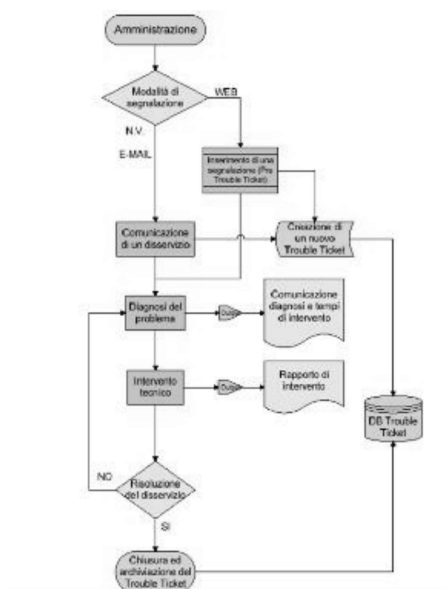 Amministrazione
Modalità di
segnalazione
WEB
N.V.
E-MAIL
Inserimento di una
segnalazione (Pre
Trouble Ticket)
Comunicazione
di un disservizio
Creazione di
un nuovo
Trouble Ticket
Diagnosi del
problema
Output
Comunicazione
diagnosi e tempi
di intervento
Intervento
tecnico
Output
Rapporto di
intervento
DB Trouble
Ticket
NO
Risoluzione
del disservizio
SI
Chiusura ed
archiviazione del
Trouble Ticket